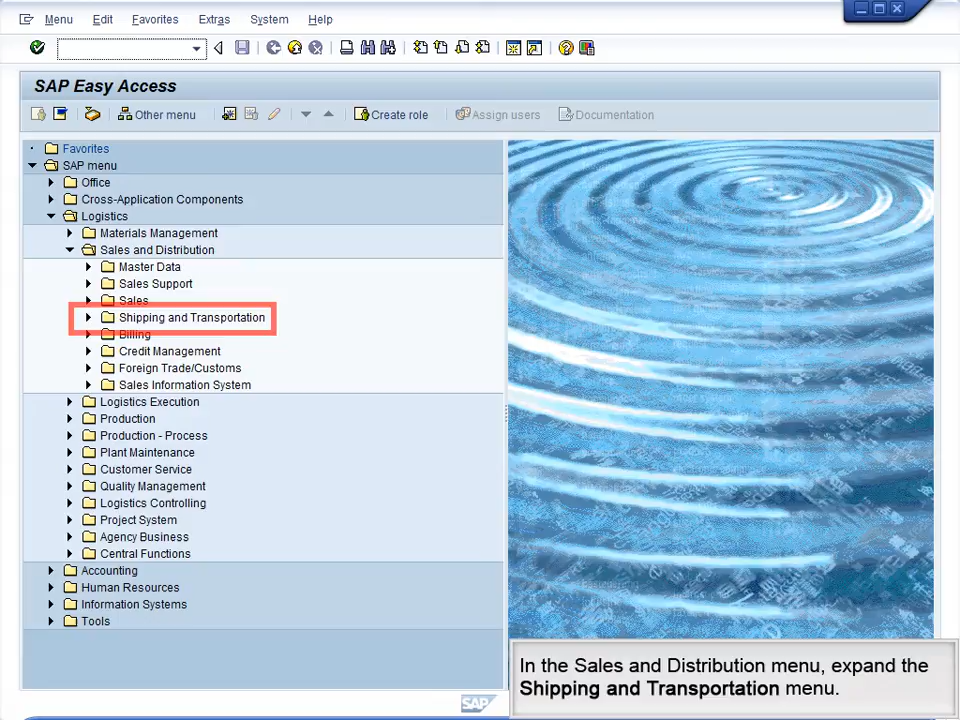 Menu Edit Favorites Extras System Help
SAP Easy Access
Other menu Create role Assign users Documentation
Favorites
SAP menu
Office
Cross-Application Components
Logistics
Materials Management
Sales and Distribution
Master Data
Sales Support
Sales
Shipping and Transportation
Billing
Credit Management
Foreign Trade/Customs
Sales Information System
Logistics Execution
Production
Production - Process
Plant Maintenance
Customer Service
Quality Management
Logistics Controlling
Project System
Agency Business
Central Functions
Accounting
Human Resources
Information Systems
Tools
In the Sales and Distribution menu, expand the
Shipping and Transportation menu.
SAP